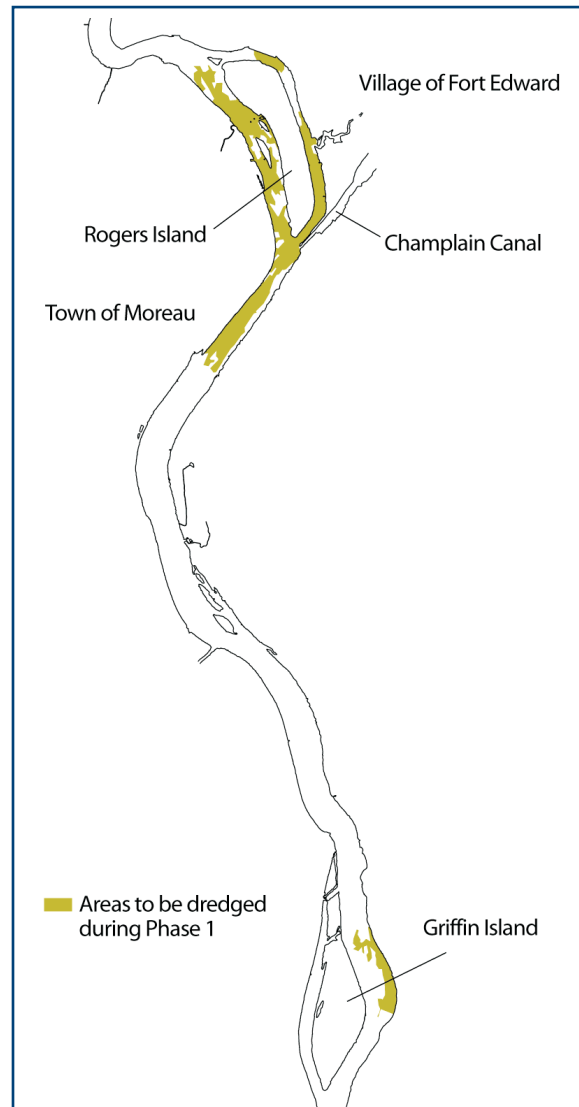 Village of Fort Edward
Rogers Island
Champlain Canal
Town of Moreau
Areas to be dredged
during Phase 1
Griffin Island